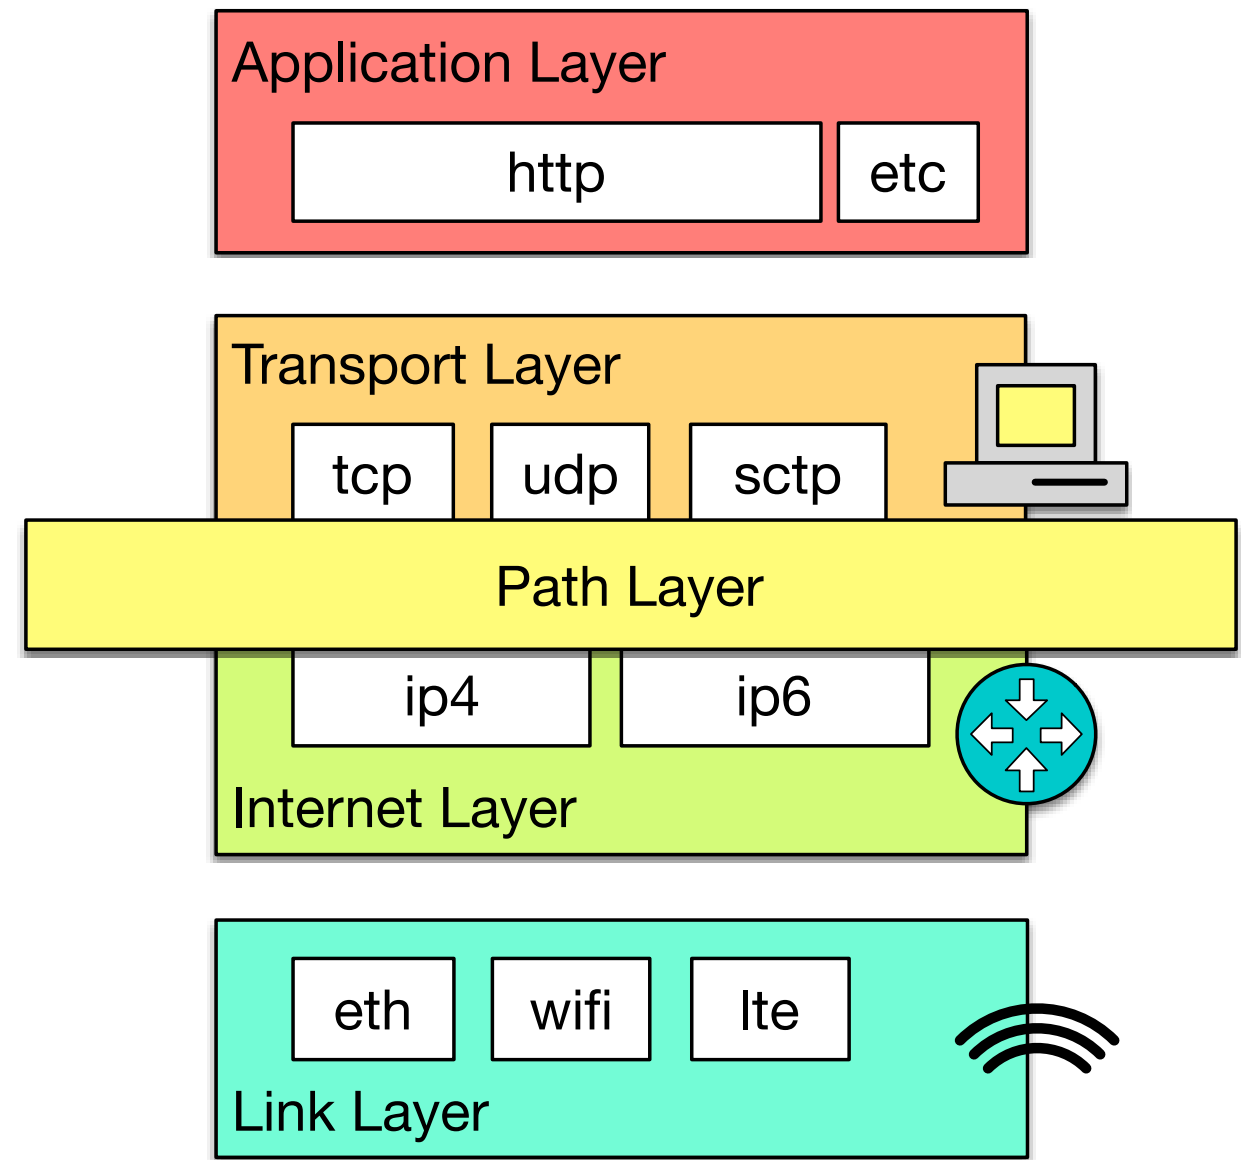 Application Layer
http etc
Transport Layer
tcp udp sctp
Path Layer
ip4 ip6
Internet Layer
eth wifi lte
Link Layer